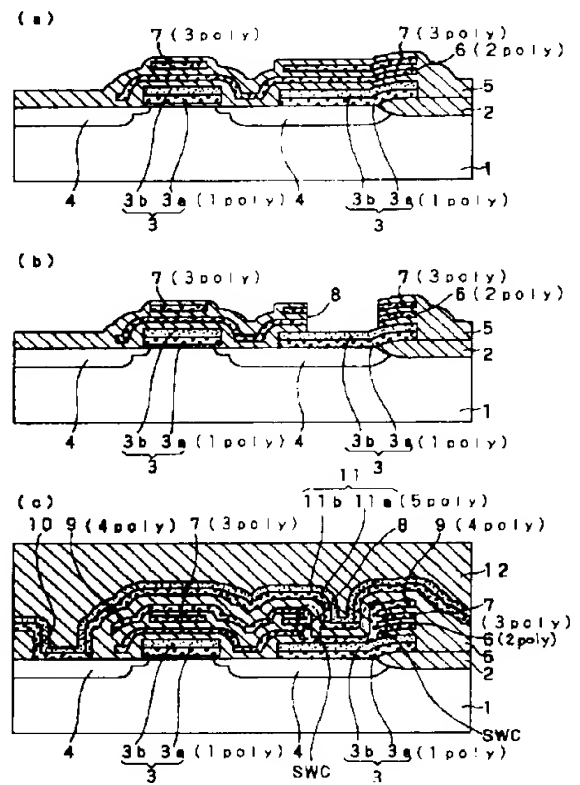 (a)
7 (3poly)
7 (3poly)
6 (2poly)
5
2
1
4
3b 3a (1poly)
4
3b 3a (1poly)
3
3
(b)
7 (3poly)
7 (3poly)
8
6 (2poly)
5
2
1
4
3b 3a (1poly)
4
3b 3a (1poly)
3
3
(c)
11
11b 11a (5poly)
10 9 (4poly) 7 (3poly)
8 9 (4poly)
12
7
(3poly)
6 (2poly)
6
2
1
SWC
4
3b 3a (1poly)
4
3b 3a (1poly)
3
SWC
3